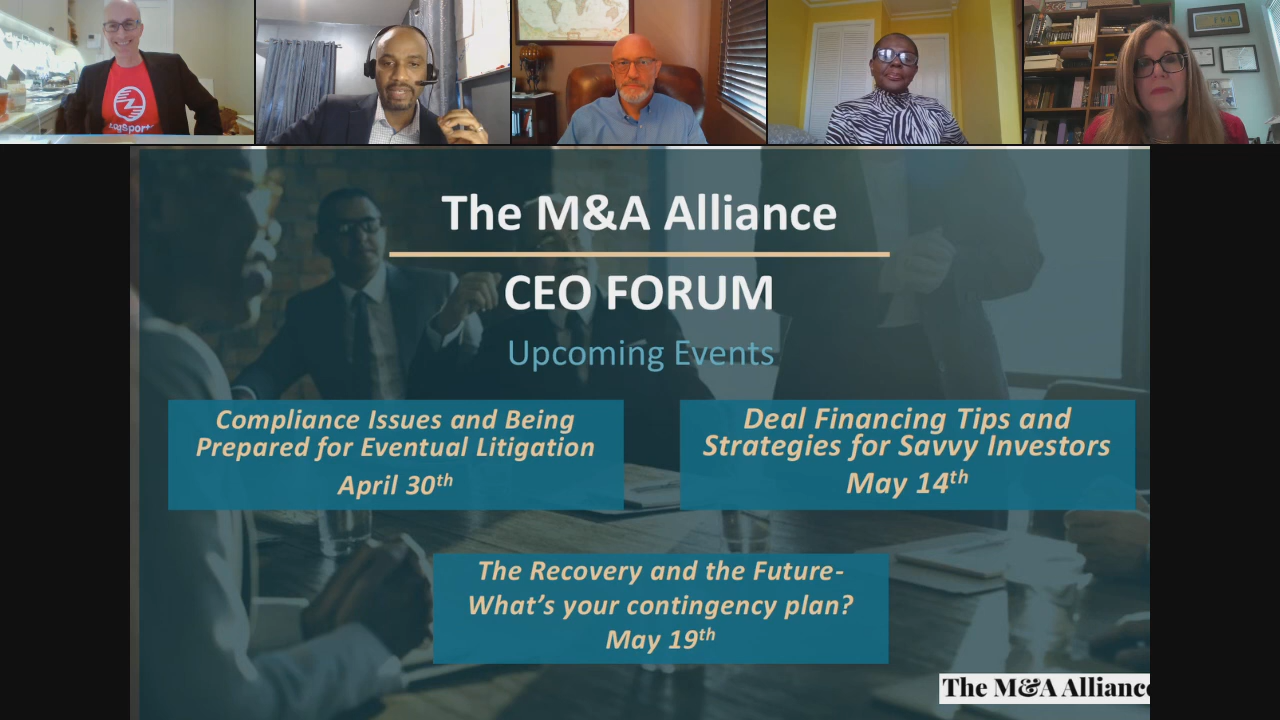 The M&A Alliance
CEO FORUM
Upcoming Events
Compliance Issues and Being
Prepared for Eventual Litigation
April 30th
Deal Financing Tips and
Strategies for Savvy Investors
May 14th
The Recovery and the Future-
What's your contingency plan?
May 19th
The M&A Alliance